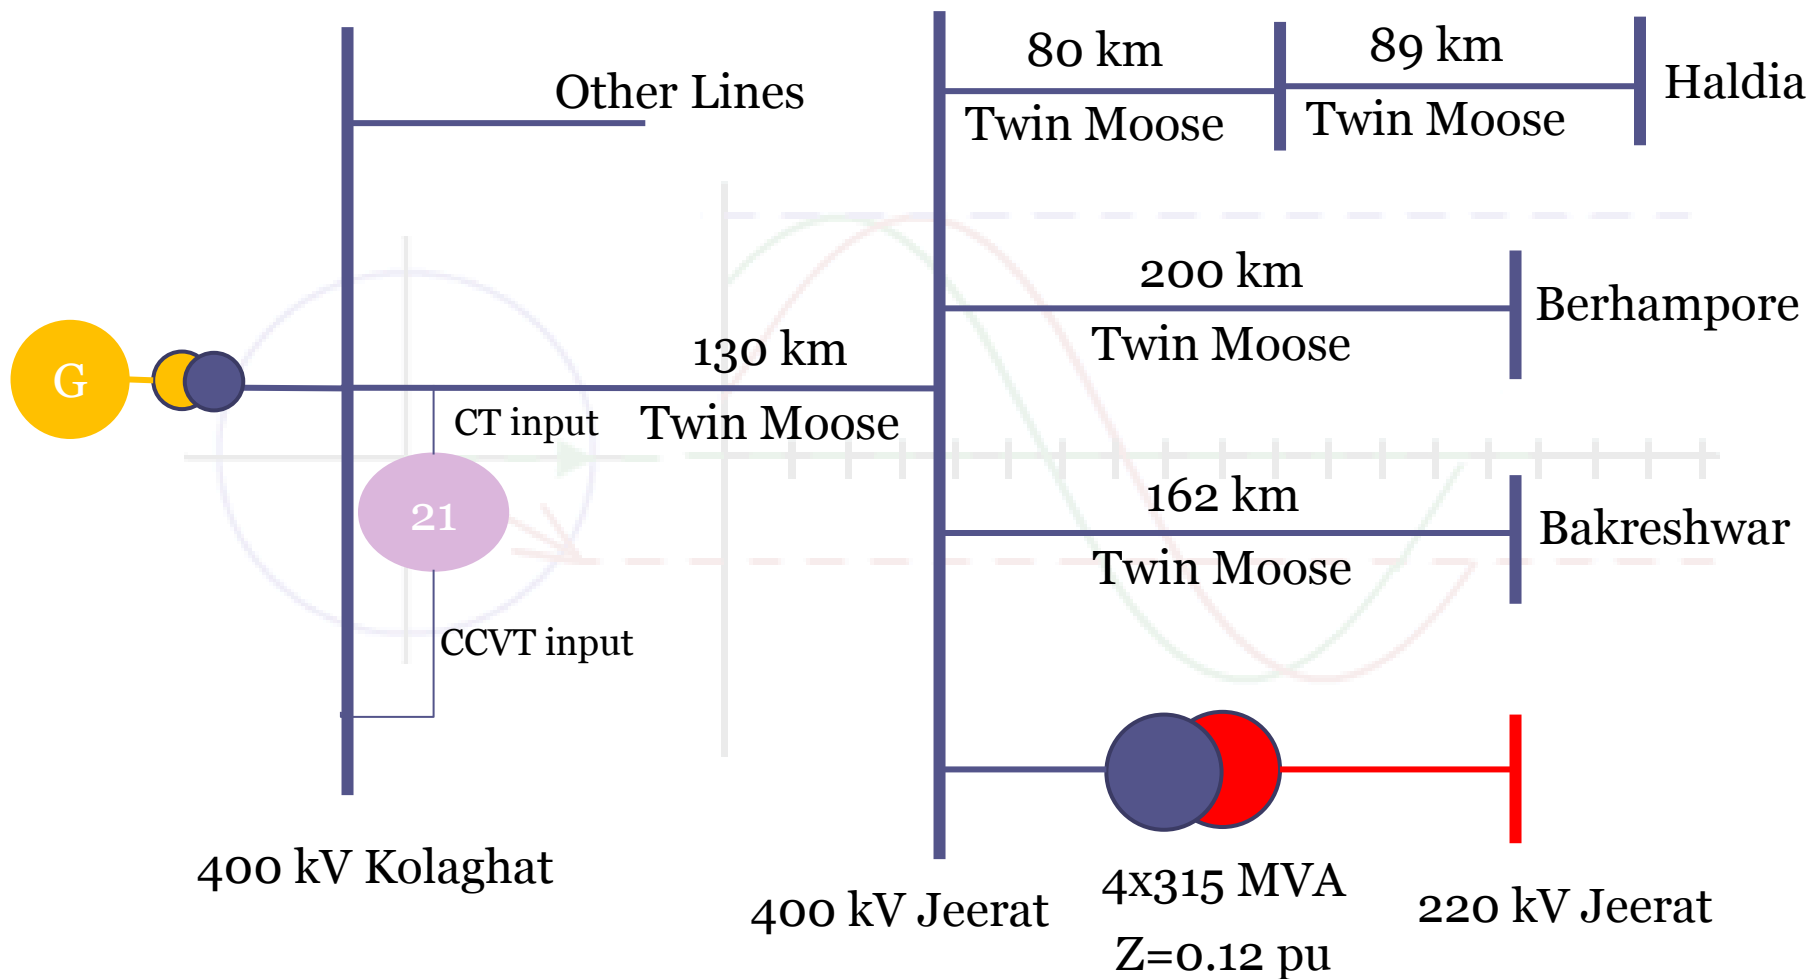 80 km
89 km
Haldia
Other Lines
Twin Moose
Twin Moose
200 km
Berhampore
130 km
Twin Moose
G
CT input
Twin Moose
162 km
21
Bakreshwar
Twin Moose
CCVT input
400 kV Kolaghat
4x315 MVA
400 kV Jeerat
220 kV Jeerat
Z=0.12 pu